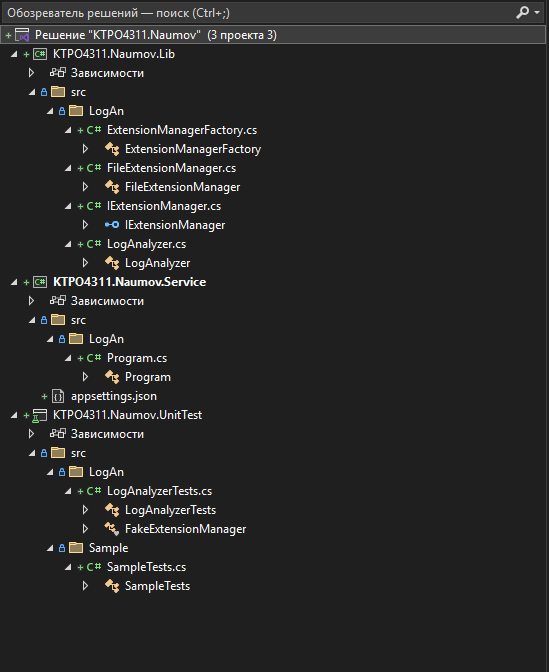 Обозреватель решений — поиск (Ctrl+;)
Решение "KTPO4311.Naumov" (3 проекта 3)
KTPO4311.Naumov.Lib
Зависимости
src
LogAn
C# ExtensionManagerFactory.cs
ExtensionManagerFactory
C# FileExtensionManager.cs
FileExtensionManager
C# IExtensionManager.cs
IExtensionManager
C# LogAnalyzer.cs
LogAnalyzer
KTPO4311.Naumov.Service
Зависимости
src
LogAn
C# Program.cs
Program
appsettings.json
KTPO4311.Naumov.UnitTest
Зависимости
src
LogAn
C# LogAnalyzerTests.cs
LogAnalyzerTests
FakeExtensionManager
Sample
C# SampleTests.cs
SampleTests